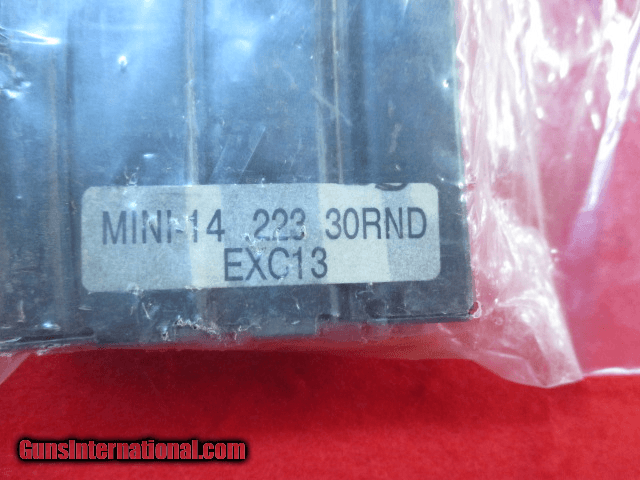 MINI-14 .223 30RND
EXC13
GunsInternational.com